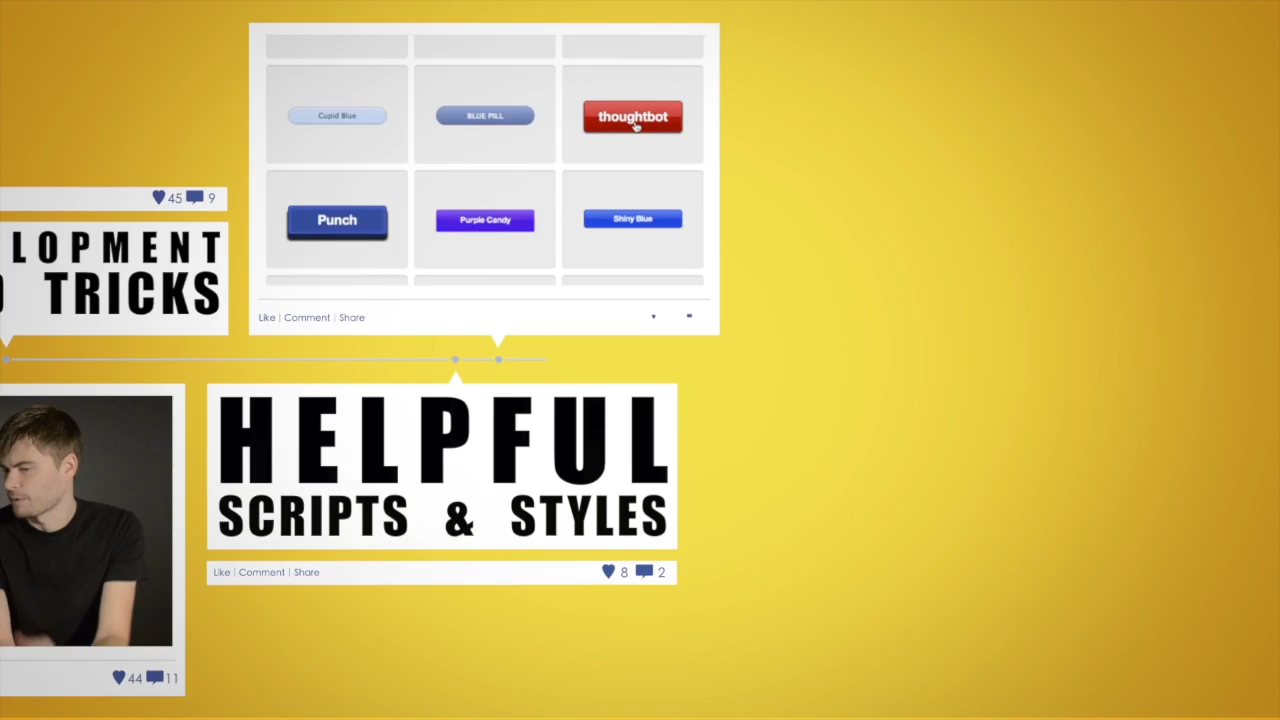 Cupid Blue
BLUE PILL
thoughtbot
Punch
Purple Candy
Shiny Blue
Like | Comment | Share
45 9
LOPMENT
TRICKS
HELPFUL
SCRIPTS & STYLES
Like | Comment | Share
8 2
44 11